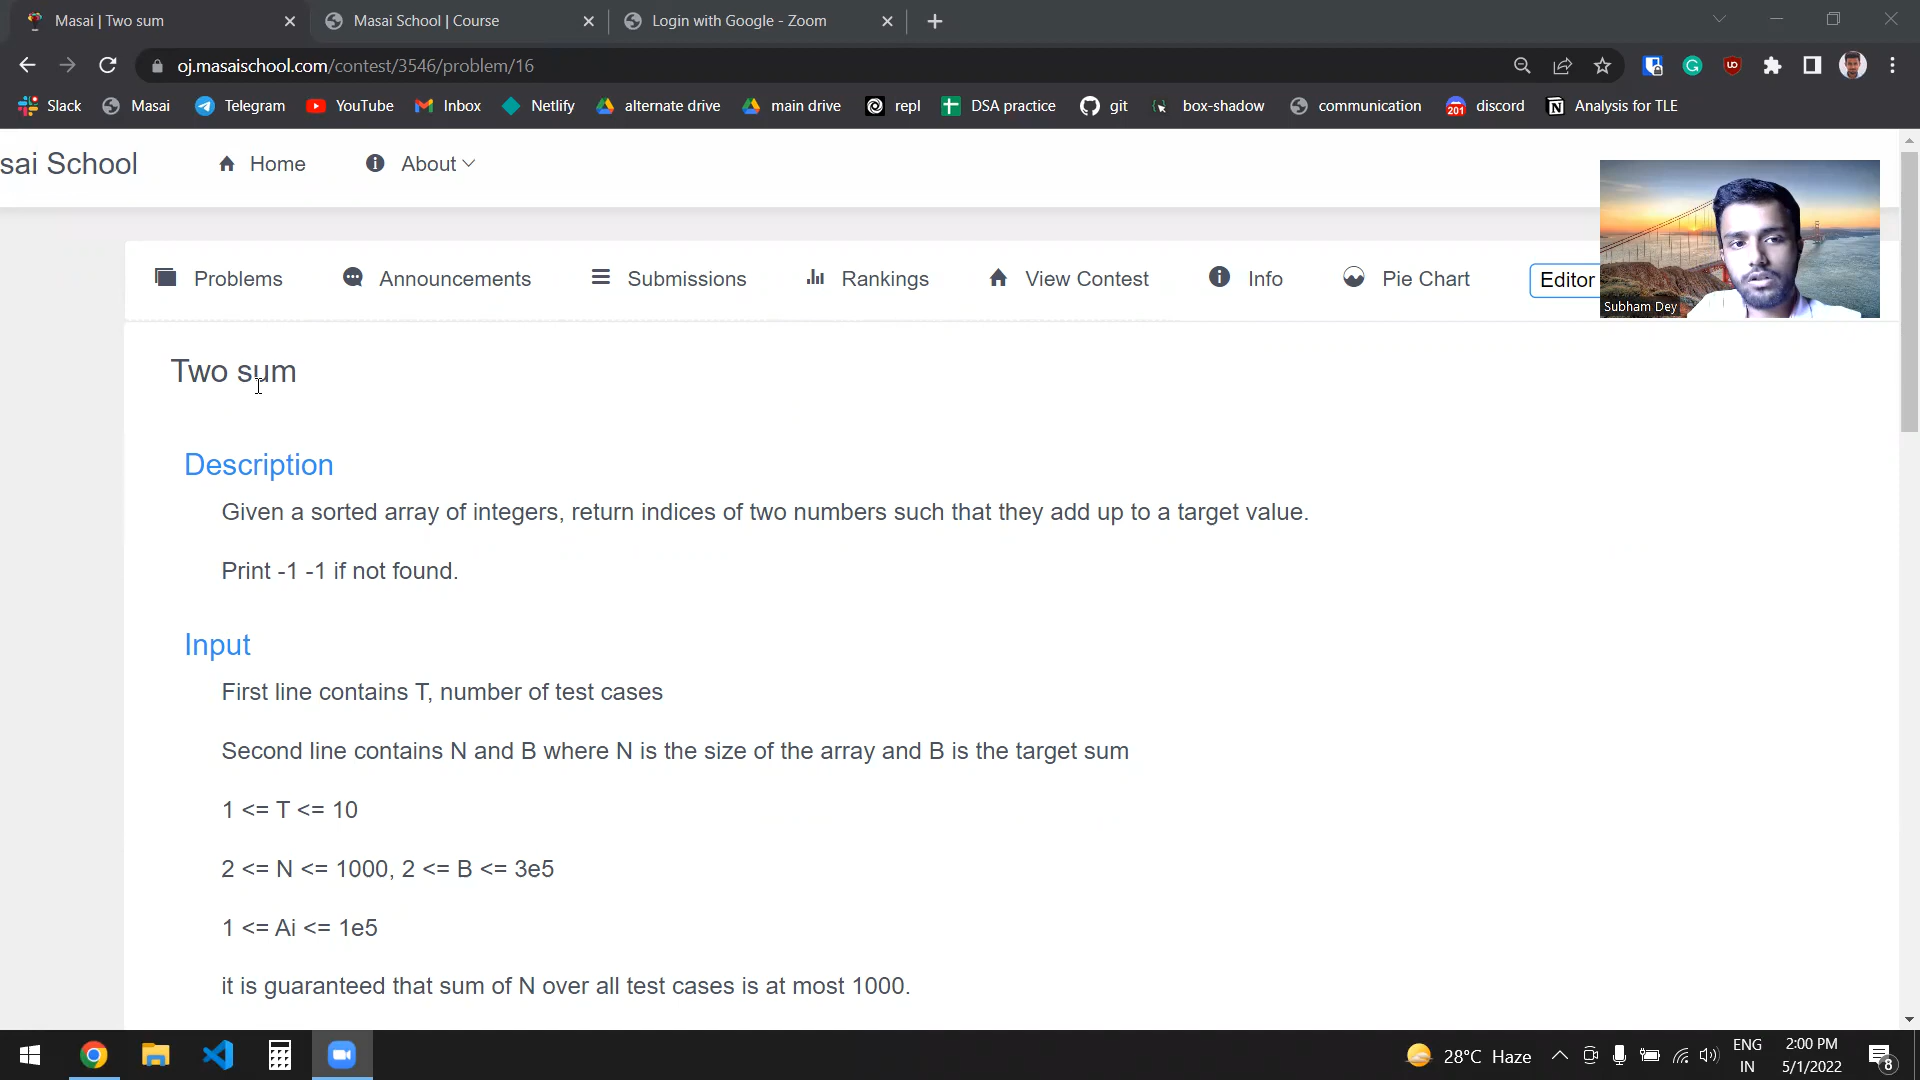 Masai | Two sum
Masai School | Course
Login with Google - Zoom
oj.masaischool.com/contest/3546/problem/16
Slack
Masai
Telegram
YouTube
Inbox
Netlify
alternate drive
main drive
repl
DSA practice
git
box-shadow
communication
201
discord
Analysis for TLE
sai School
Home
About
Problems
Announcements
Submissions
Rankings
View Contest
Info
Pie Chart
Editor
Subham Dey
Two sum
Description
Given a sorted array of integers, return indices of two numbers such that they add up to a target value.
Print -1 -1 if not found.
Input
First line contains T, number of test cases
Second line contains N and B where N is the size of the array and B is the target sum
1 <= T <= 10
2 <= N <= 1000, 2 <= B <= 3e5
1 <= Ai <= 1e5
it is guaranteed that sum of N over all test cases is at most 1000.
28°C Haze
ENG
IN
2:00 PM
5/1/2022
8